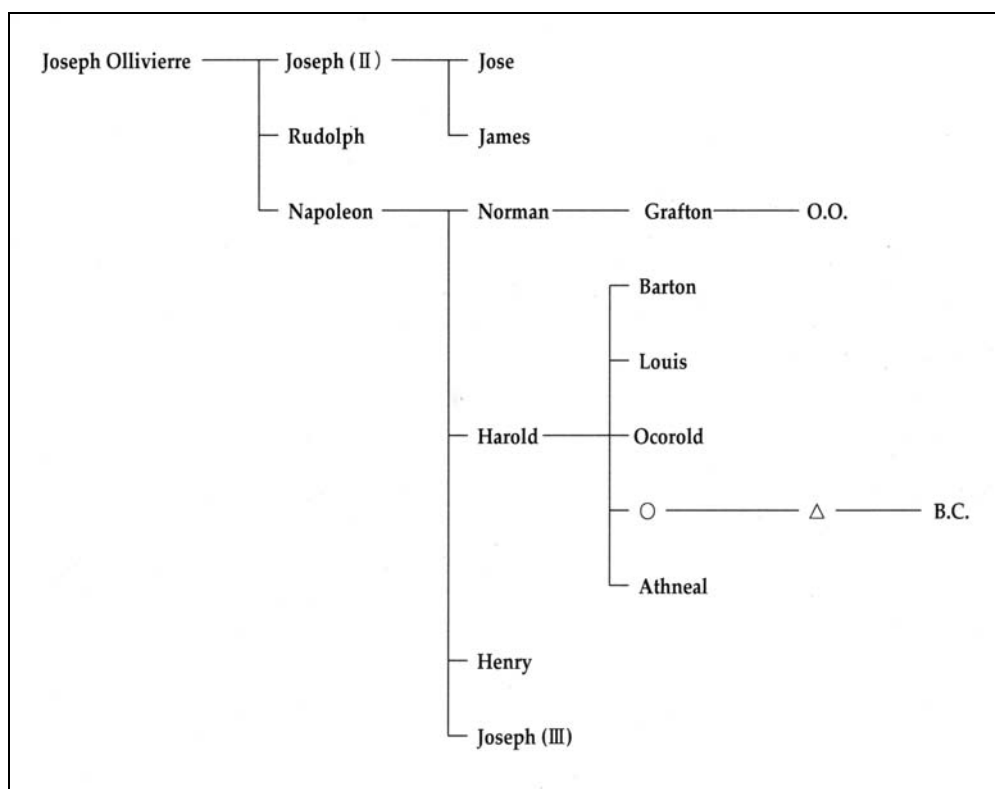 Joseph Ollivierre Joseph (II) Jose
Rudolph James
Napoleon Norman Grafton O.O.
Barton
Louis
Harold Ocorold
○ △ B.C.
Athneal
Henry
Joseph (III)